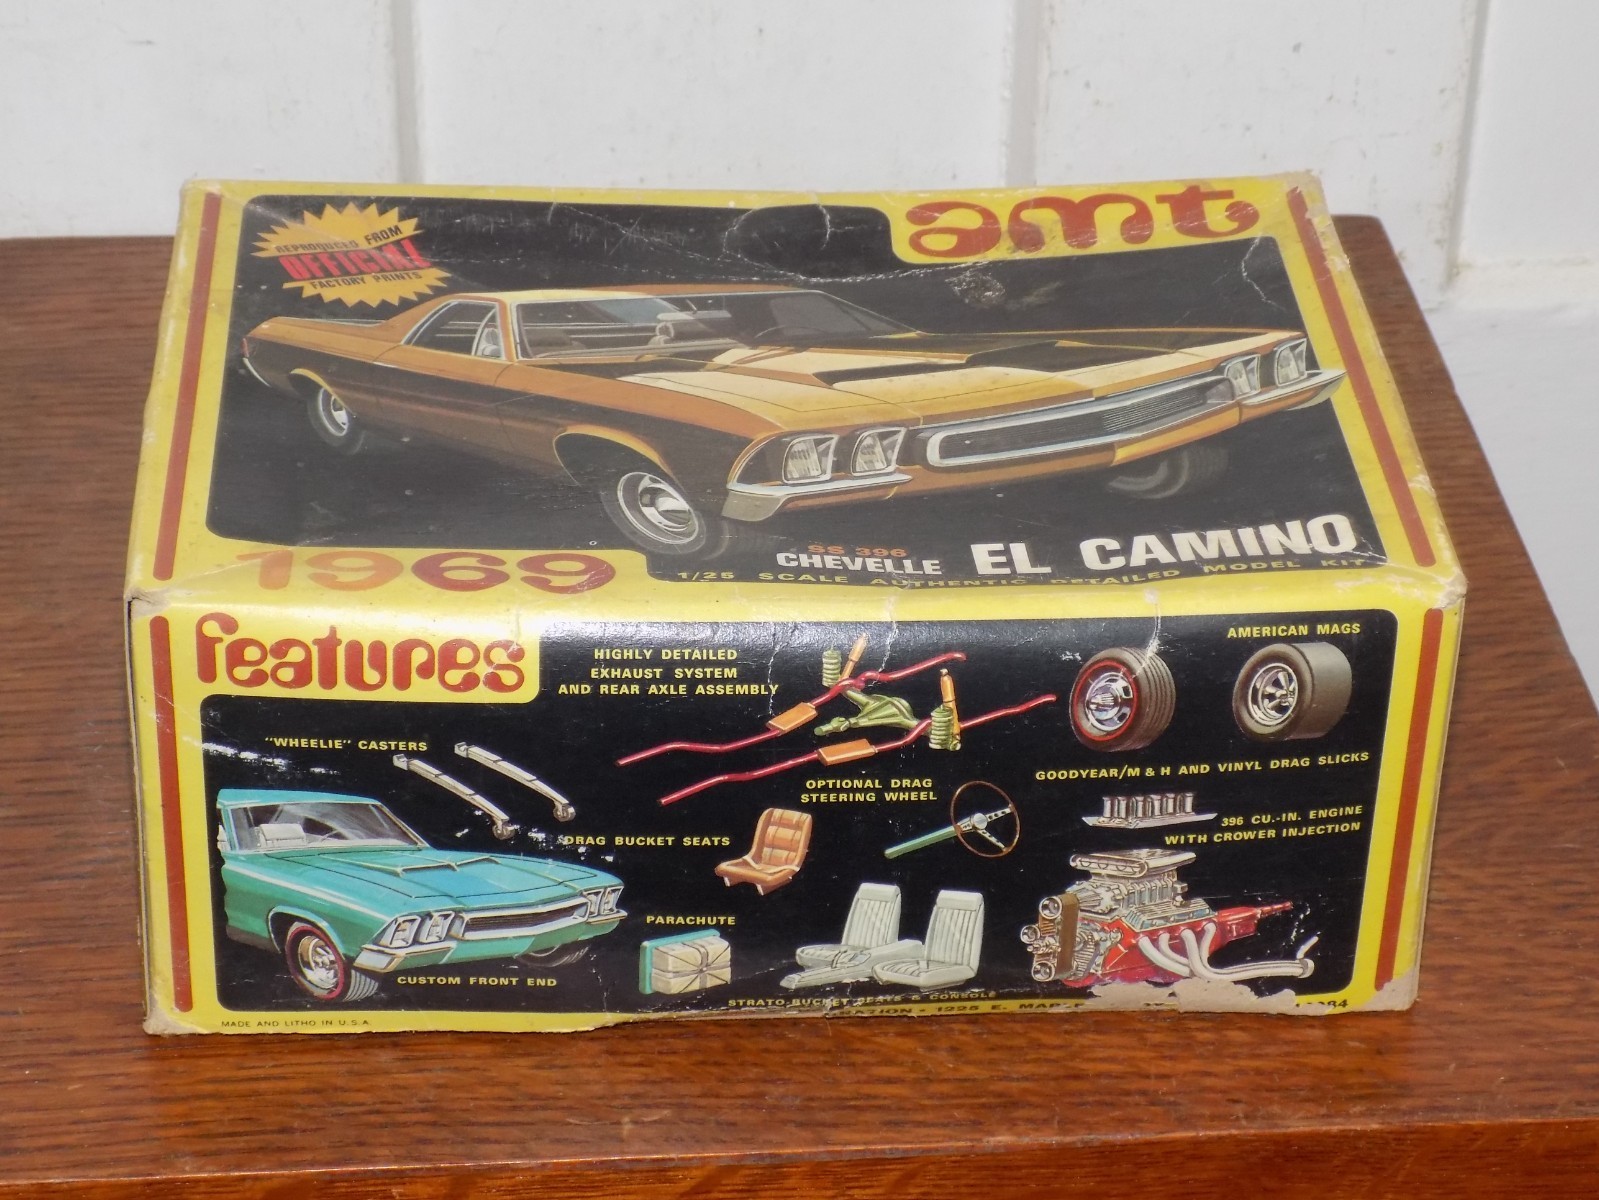 amt
REPRODUCED FROM
OFFICIAL
FACTORY PRINTS
SS 396
CHEVELLE EL CAMINO
1969
1/25 SCALE AUTHENTIC DETAILED MODEL KIT
features
HIGHLY DETAILED
EXHAUST SYSTEM
AND REAR AXLE ASSEMBLY
AMERICAN MAGS
"WHEELIE" CASTERS
GOODYEAR/M & H AND VINYL DRAG SLICKS
OPTIONAL DRAG
STEERING WHEEL
DRAG BUCKET SEATS
396 CU.-IN. ENGINE
WITH CROWER INJECTION
PARACHUTE
CUSTOM FRONT END
STRATO-BUCKET SEATS & CONSOLE
1225 E.
MADE AND LITHO IN U.S.A.